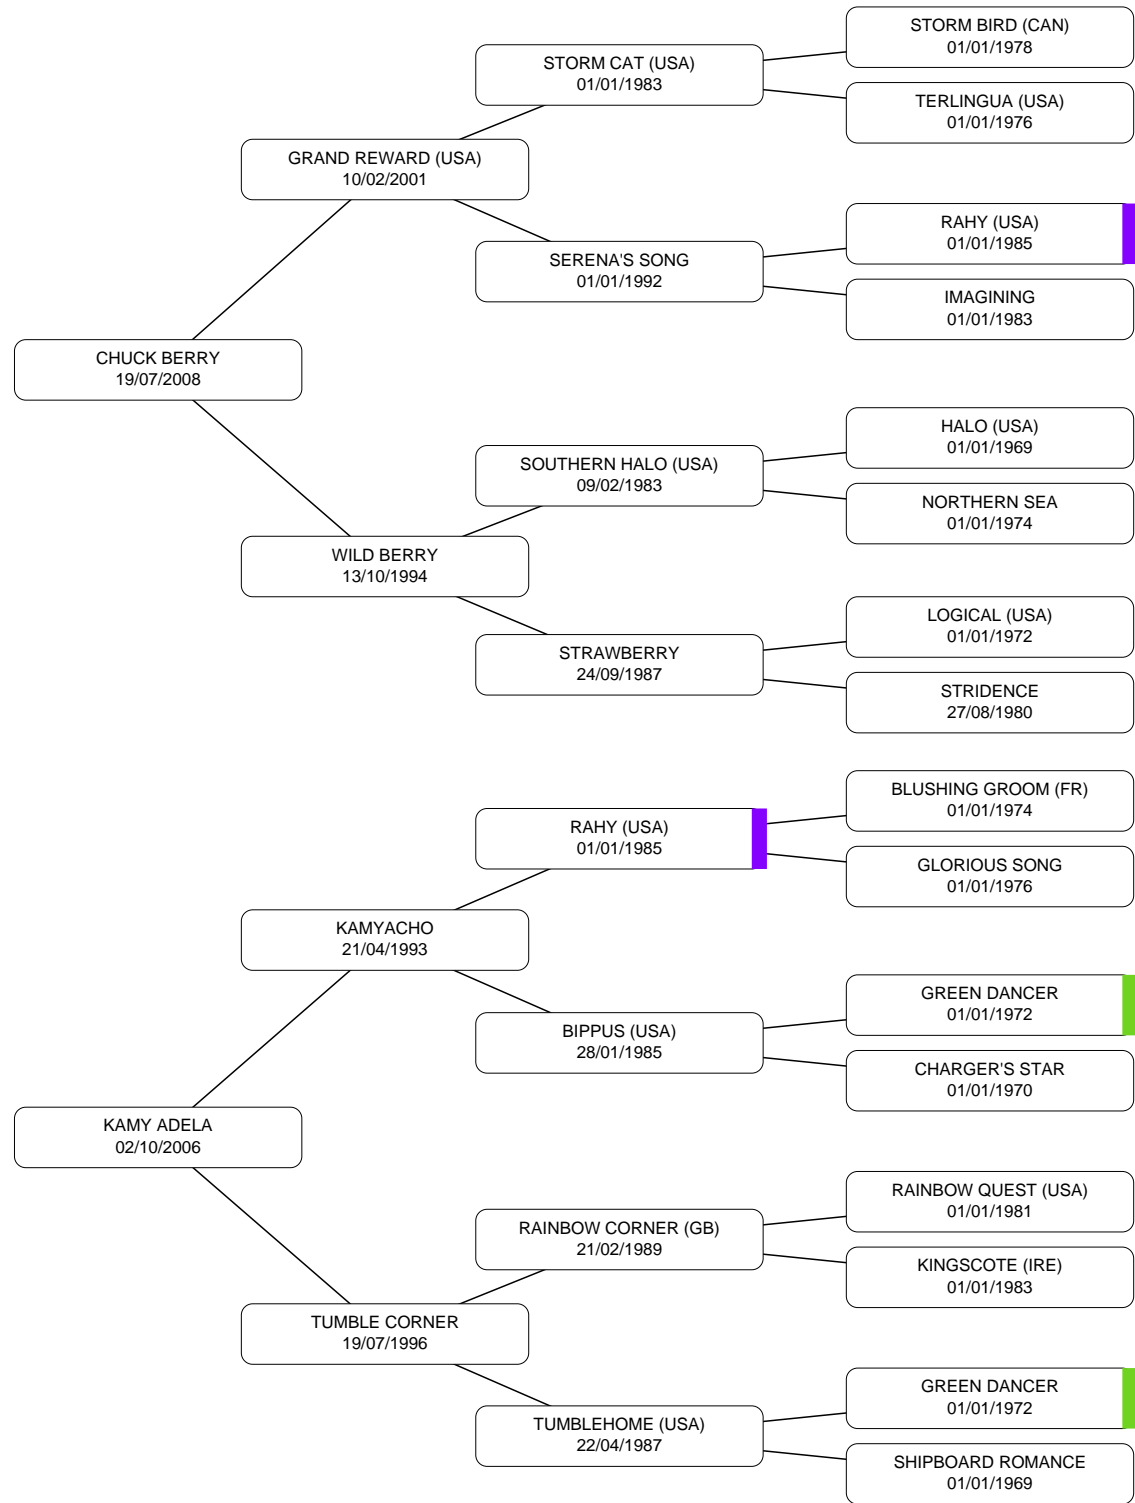 STORM BIRD (CAN)
01/01/1978
STORM CAT (USA)
01/01/1983
TERLINGUA (USA)
01/01/1976
GRAND REWARD (USA)
10/02/2001
RAHY (USA)
01/01/1985
SERENA'S SONG
01/01/1992
IMAGINING
01/01/1983
CHUCK BERRY
19/07/2008
HALO (USA)
01/01/1969
SOUTHERN HALO (USA)
09/02/1983
NORTHERN SEA
01/01/1974
WILD BERRY
13/10/1994
LOGICAL (USA)
01/01/1972
STRAWBERRY
24/09/1987
STRIDENCE
27/08/1980
BLUSHING GROOM (FR)
01/01/1974
RAHY (USA)
01/01/1985
GLORIOUS SONG
01/01/1976
KAMYACHO
21/04/1993
GREEN DANCER
01/01/1972
BIPPUS (USA)
28/01/1985
CHARGER'S STAR
01/01/1970
KAMY ADELA
02/10/2006
RAINBOW QUEST (USA)
01/01/1981
RAINBOW CORNER (GB)
21/02/1989
KINGSCOTE (IRE)
01/01/1983
TUMBLE CORNER
19/07/1996
GREEN DANCER
01/01/1972
TUMBLEHOME (USA)
22/04/1987
SHIPBOARD ROMANCE
01/01/1969